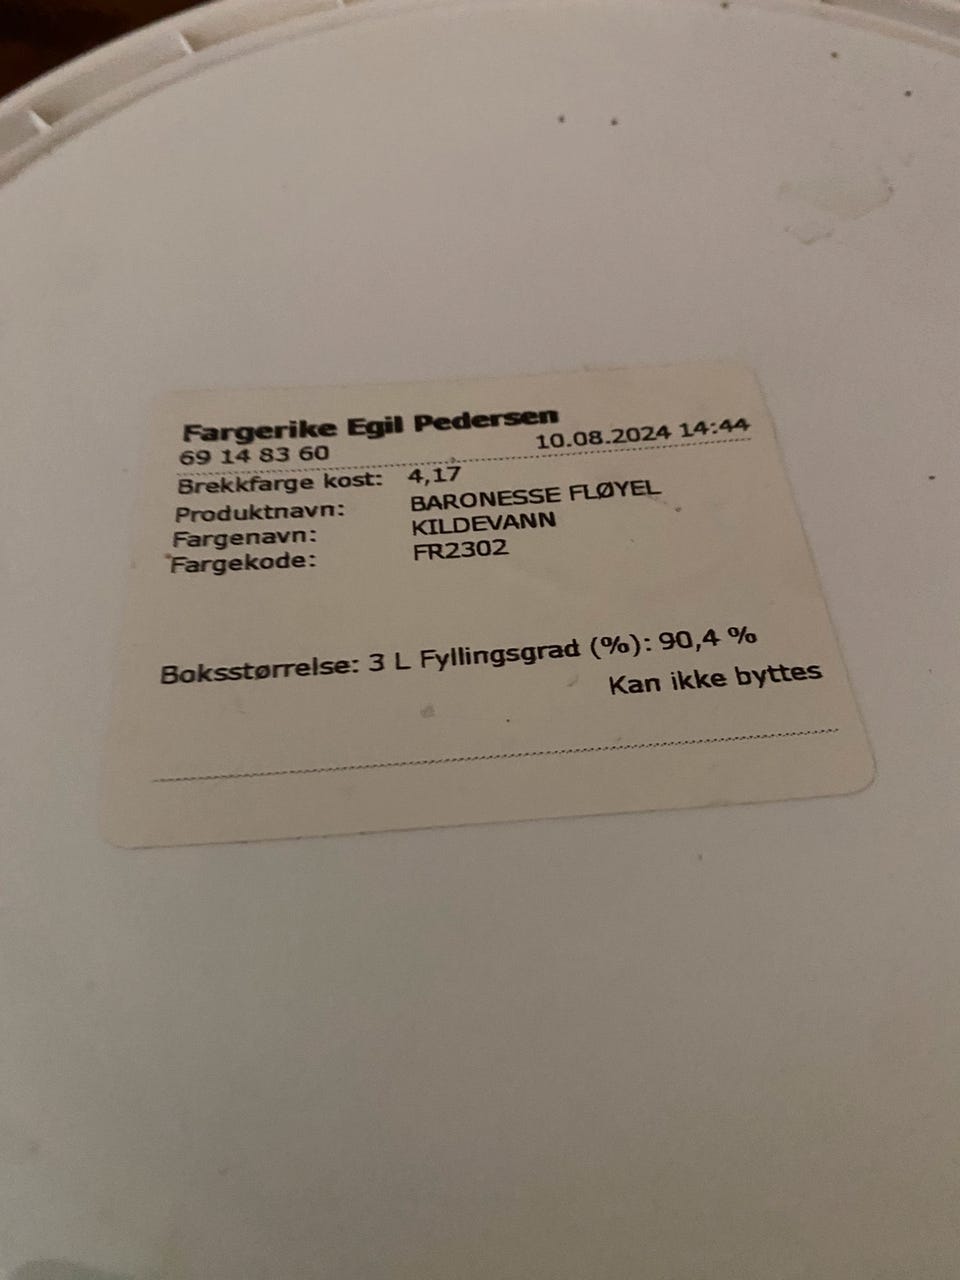 Fargerike Egil Pedersen
69 14 83 60 10.08.2024 14:44
Brekkfarge kost: 4,17
Produktnavn: BARONESSE FLØYEL
Fargenavn: KILDEVANN
Fargekode: FR2302
Boksstørrelse: 3 L Fyllingsgrad (%): 90,4 %
Kan ikke byttes